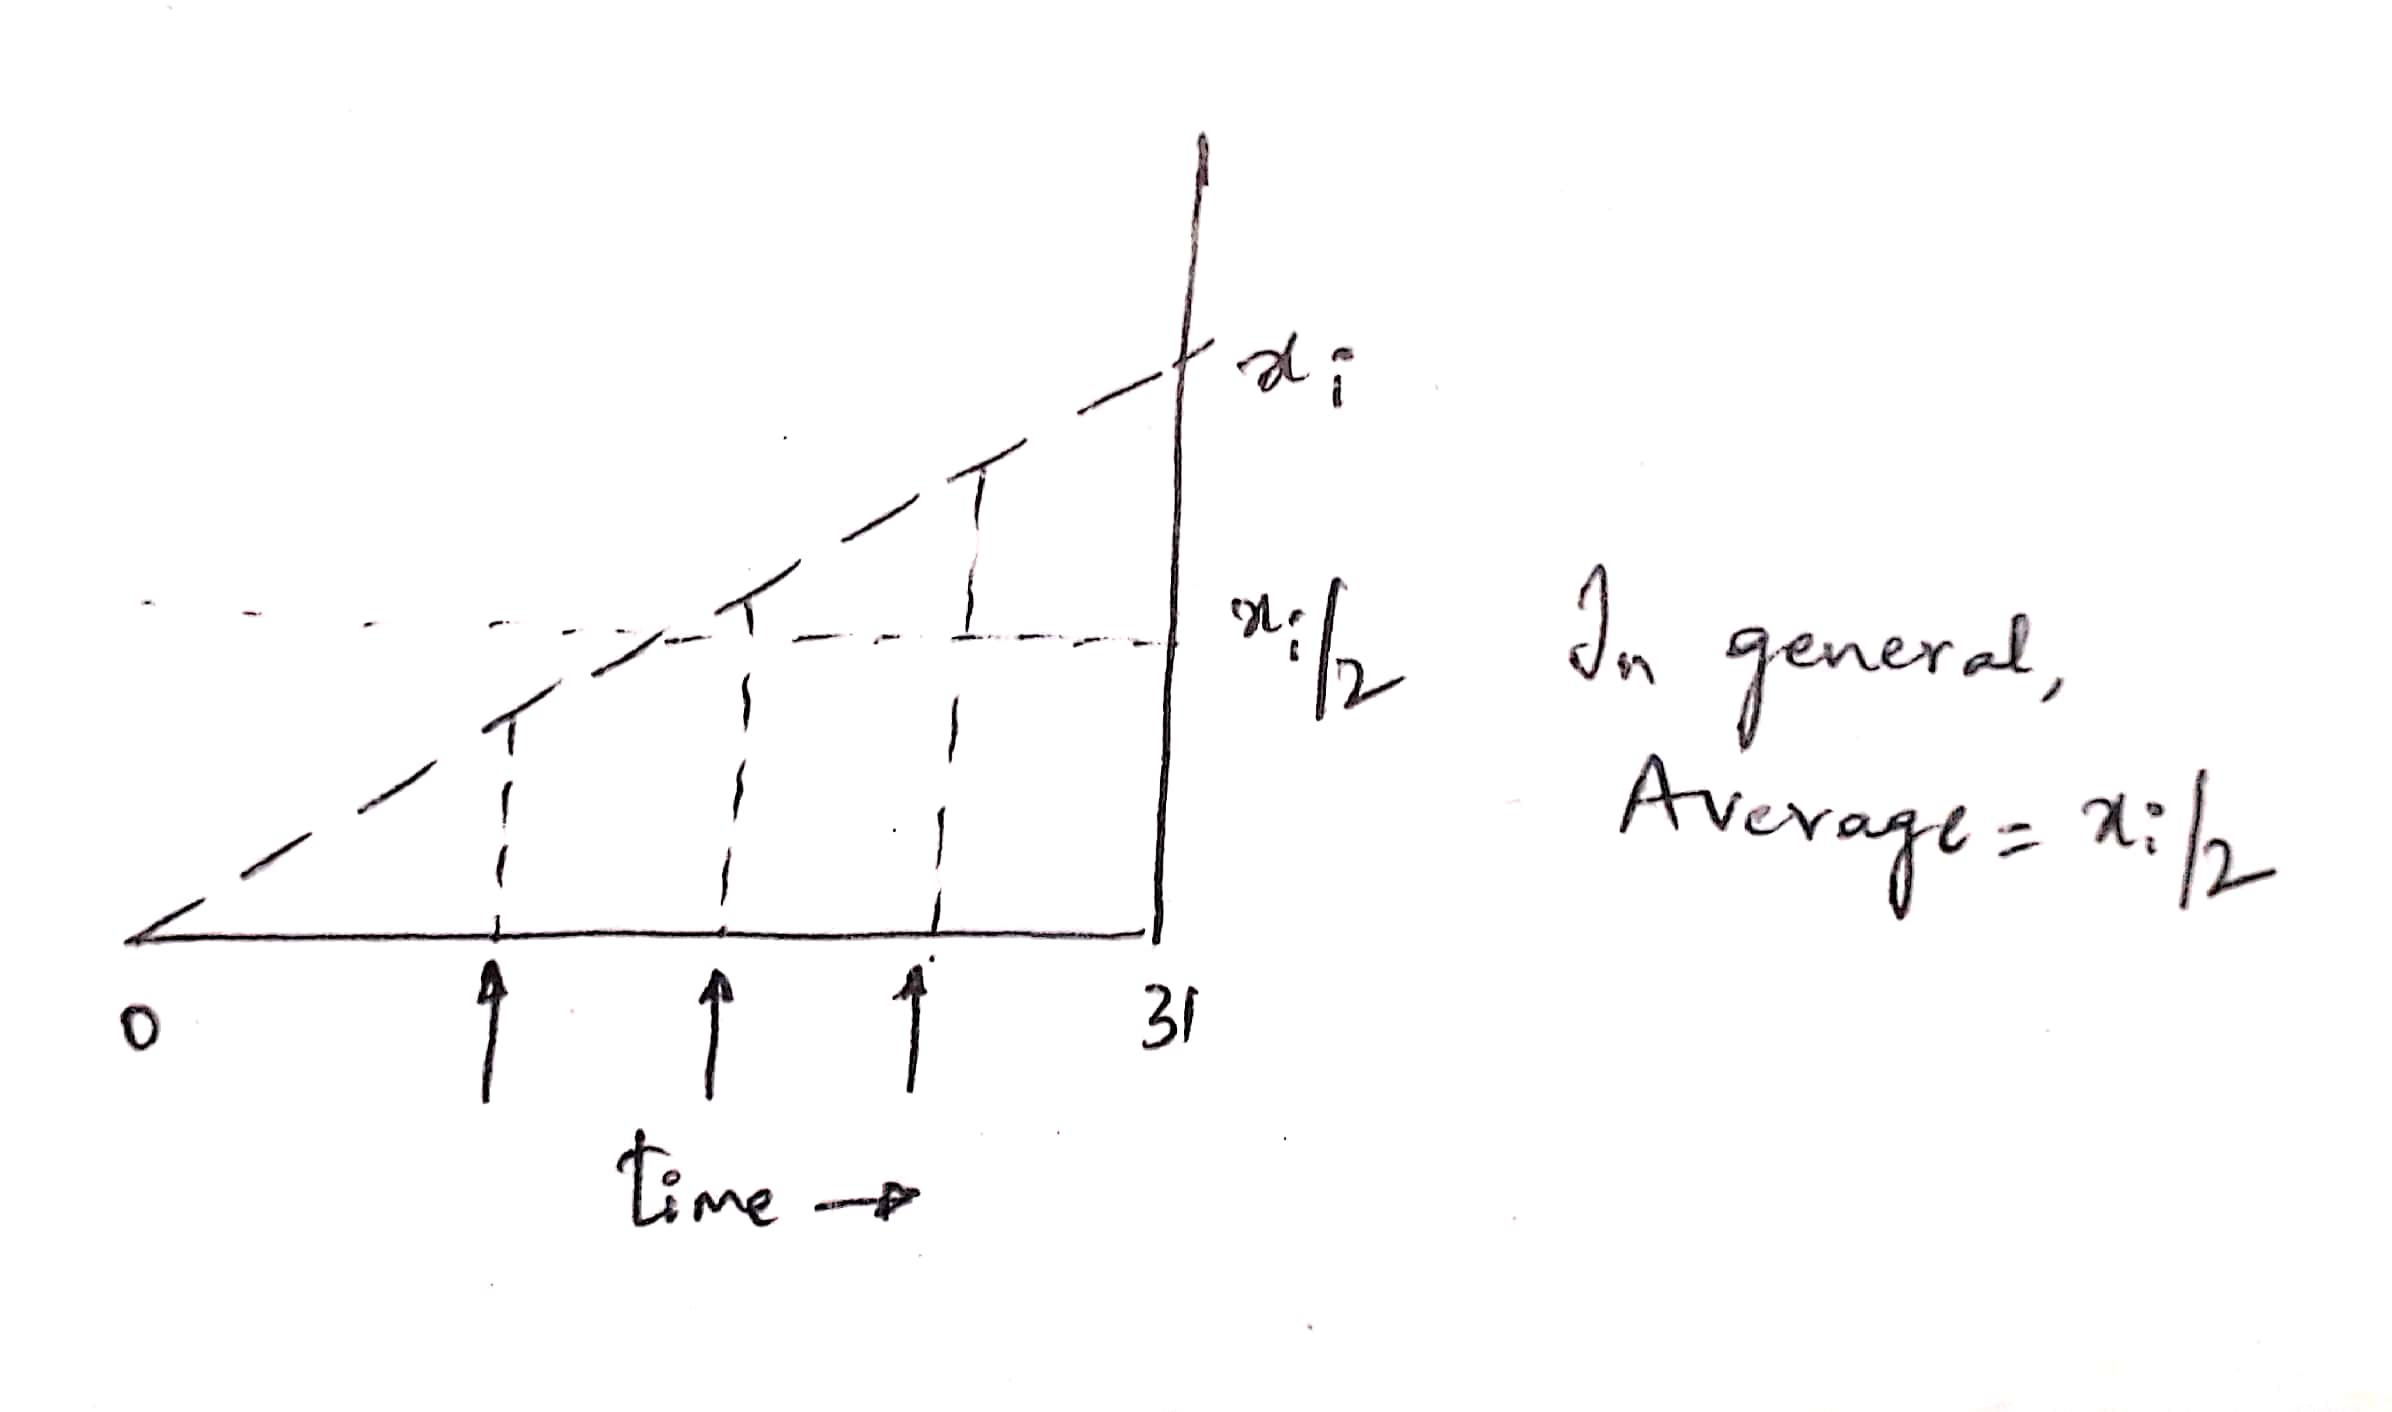 xi
xi/2
In general,
Average = xi/2
0
31
time →